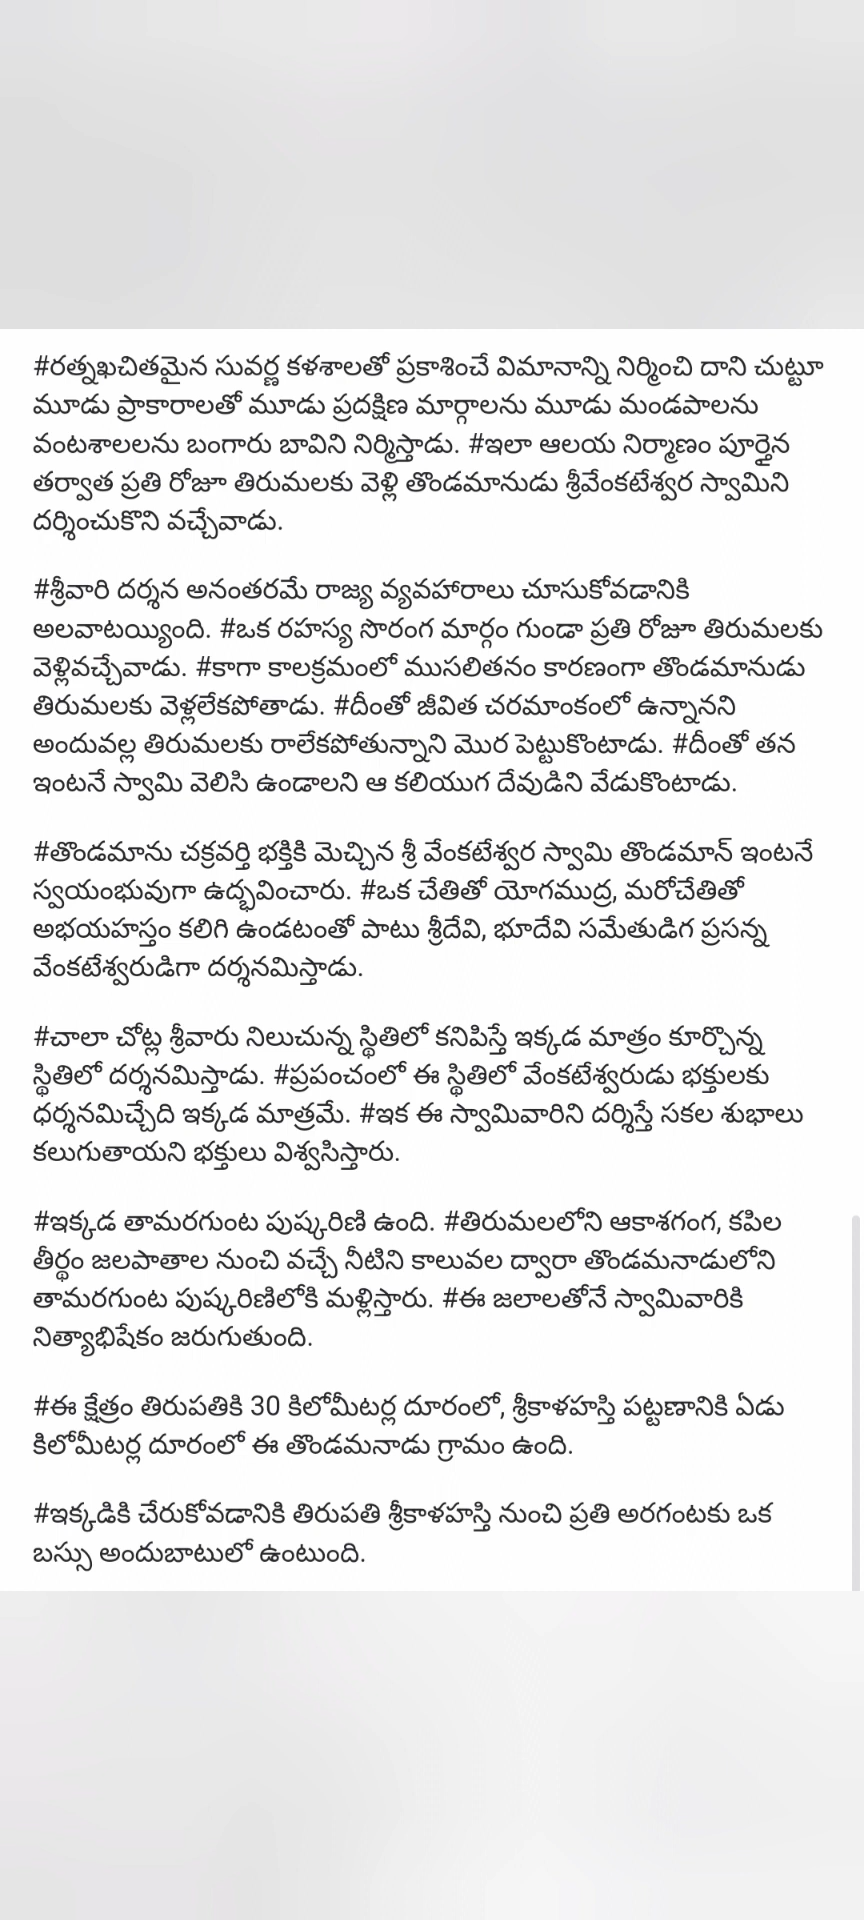 #రత్నఖచితమైన సువర్ణ కళశాలతో ప్రకాశించే విమానాన్ని నిర్మించి దాని చుట్టూ
మూడు ప్రాకారాలతో మూడు ప్రదక్షిణ మార్గాలను మూడు మండపాలను
వంటశాలలను బంగారు బావిని నిర్మిస్తాడు. #ఇలా ఆలయ నిర్మాణం పూర్తైన
తర్వాత ప్రతి రోజూ తిరుమలకు వెళ్లి తొండమానుడు శ్రీవేంకటేశ్వర స్వామిని
దర్శించుకొని వచ్చేవాడు.
#శ్రీవారి దర్శన అనంతరమే రాజ్య వ్యవహారాలు చూసుకోవడానికి
అలవాటయ్యింది. #ఒక రహస్య సొరంగ మార్గం గుండా ప్రతి రోజూ తిరుమలకు
వెళ్లివచ్చేవాడు. #కాగా కాలక్రమంలో ముసలితనం కారణంగా తొండమానుడు
తిరుమలకు వెళ్లలేకపోతాడు. #దీంతో జీవిత చరమాంకంలో ఉన్నానని
అందువల్ల తిరుమలకు రాలేకపోతున్నాని మొర పెట్టుకొంటాడు. #దీంతో తన
ఇంటనే స్వామి వెలిసి ఉండాలని ఆ కలియుగ దేవుడిని వేడుకొంటాడు.
#తొండమాను చక్రవర్తి భక్తికి మెచ్చిన శ్రీ వేంకటేశ్వర స్వామి తొండమాన్ ఇంటనే
స్వయంభువుగా ఉద్భవించారు. #ఒక చేతితో యోగముద్ర, మరోచేతితో
అభయహస్తం కలిగి ఉండటంతో పాటు శ్రీదేవి, భూదేవి సమేతుడిగ ప్రసన్న
వేంకటేశ్వరుడిగా దర్శనమిస్తాడు.
#చాలా చోట్ల శ్రీవారు నిలుచున్న స్థితిలో కనిపిస్తే ఇక్కడ మాత్రం కూర్చొన్న
స్థితిలో దర్శనమిస్తాడు. #ప్రపంచంలో ఈ స్థితిలో వేంకటేశ్వరుడు భక్తులకు
ధర్శనమిచ్చేది ఇక్కడ మాత్రమే. #ఇక ఈ స్వామివారిని దర్శిస్తే సకల శుభాలు
కలుగుతాయని భక్తులు విశ్వసిస్తారు.
#ఇక్కడ తామరగుంట పుష్కరిణి ఉంది. #తిరుమలలోని ఆకాశగంగ, కపిల
తీర్థం జలపాతాల నుంచి వచ్చే నీటిని కాలువల ద్వారా తొండమనాడులోని
తామరగుంట పుష్కరిణిలోకి మళ్లిస్తారు. #ఈ జలాలతోనే స్వామివారికి
నిత్యాభిషేకం జరుగుతుంది.
#ఈ క్షేత్రం తిరుపతికి 30 కిలోమీటర్ల దూరంలో, శ్రీకాళహస్తి పట్టణానికి ఏడు
కిలోమీటర్ల దూరంలో ఈ తొండమనాడు గ్రామం ఉంది.
#ఇక్కడికి చేరుకోవడానికి తిరుపతి శ్రీకాళహస్తి నుంచి ప్రతి అరగంటకు ఒక
బస్సు అందుబాటులో ఉంటుంది.